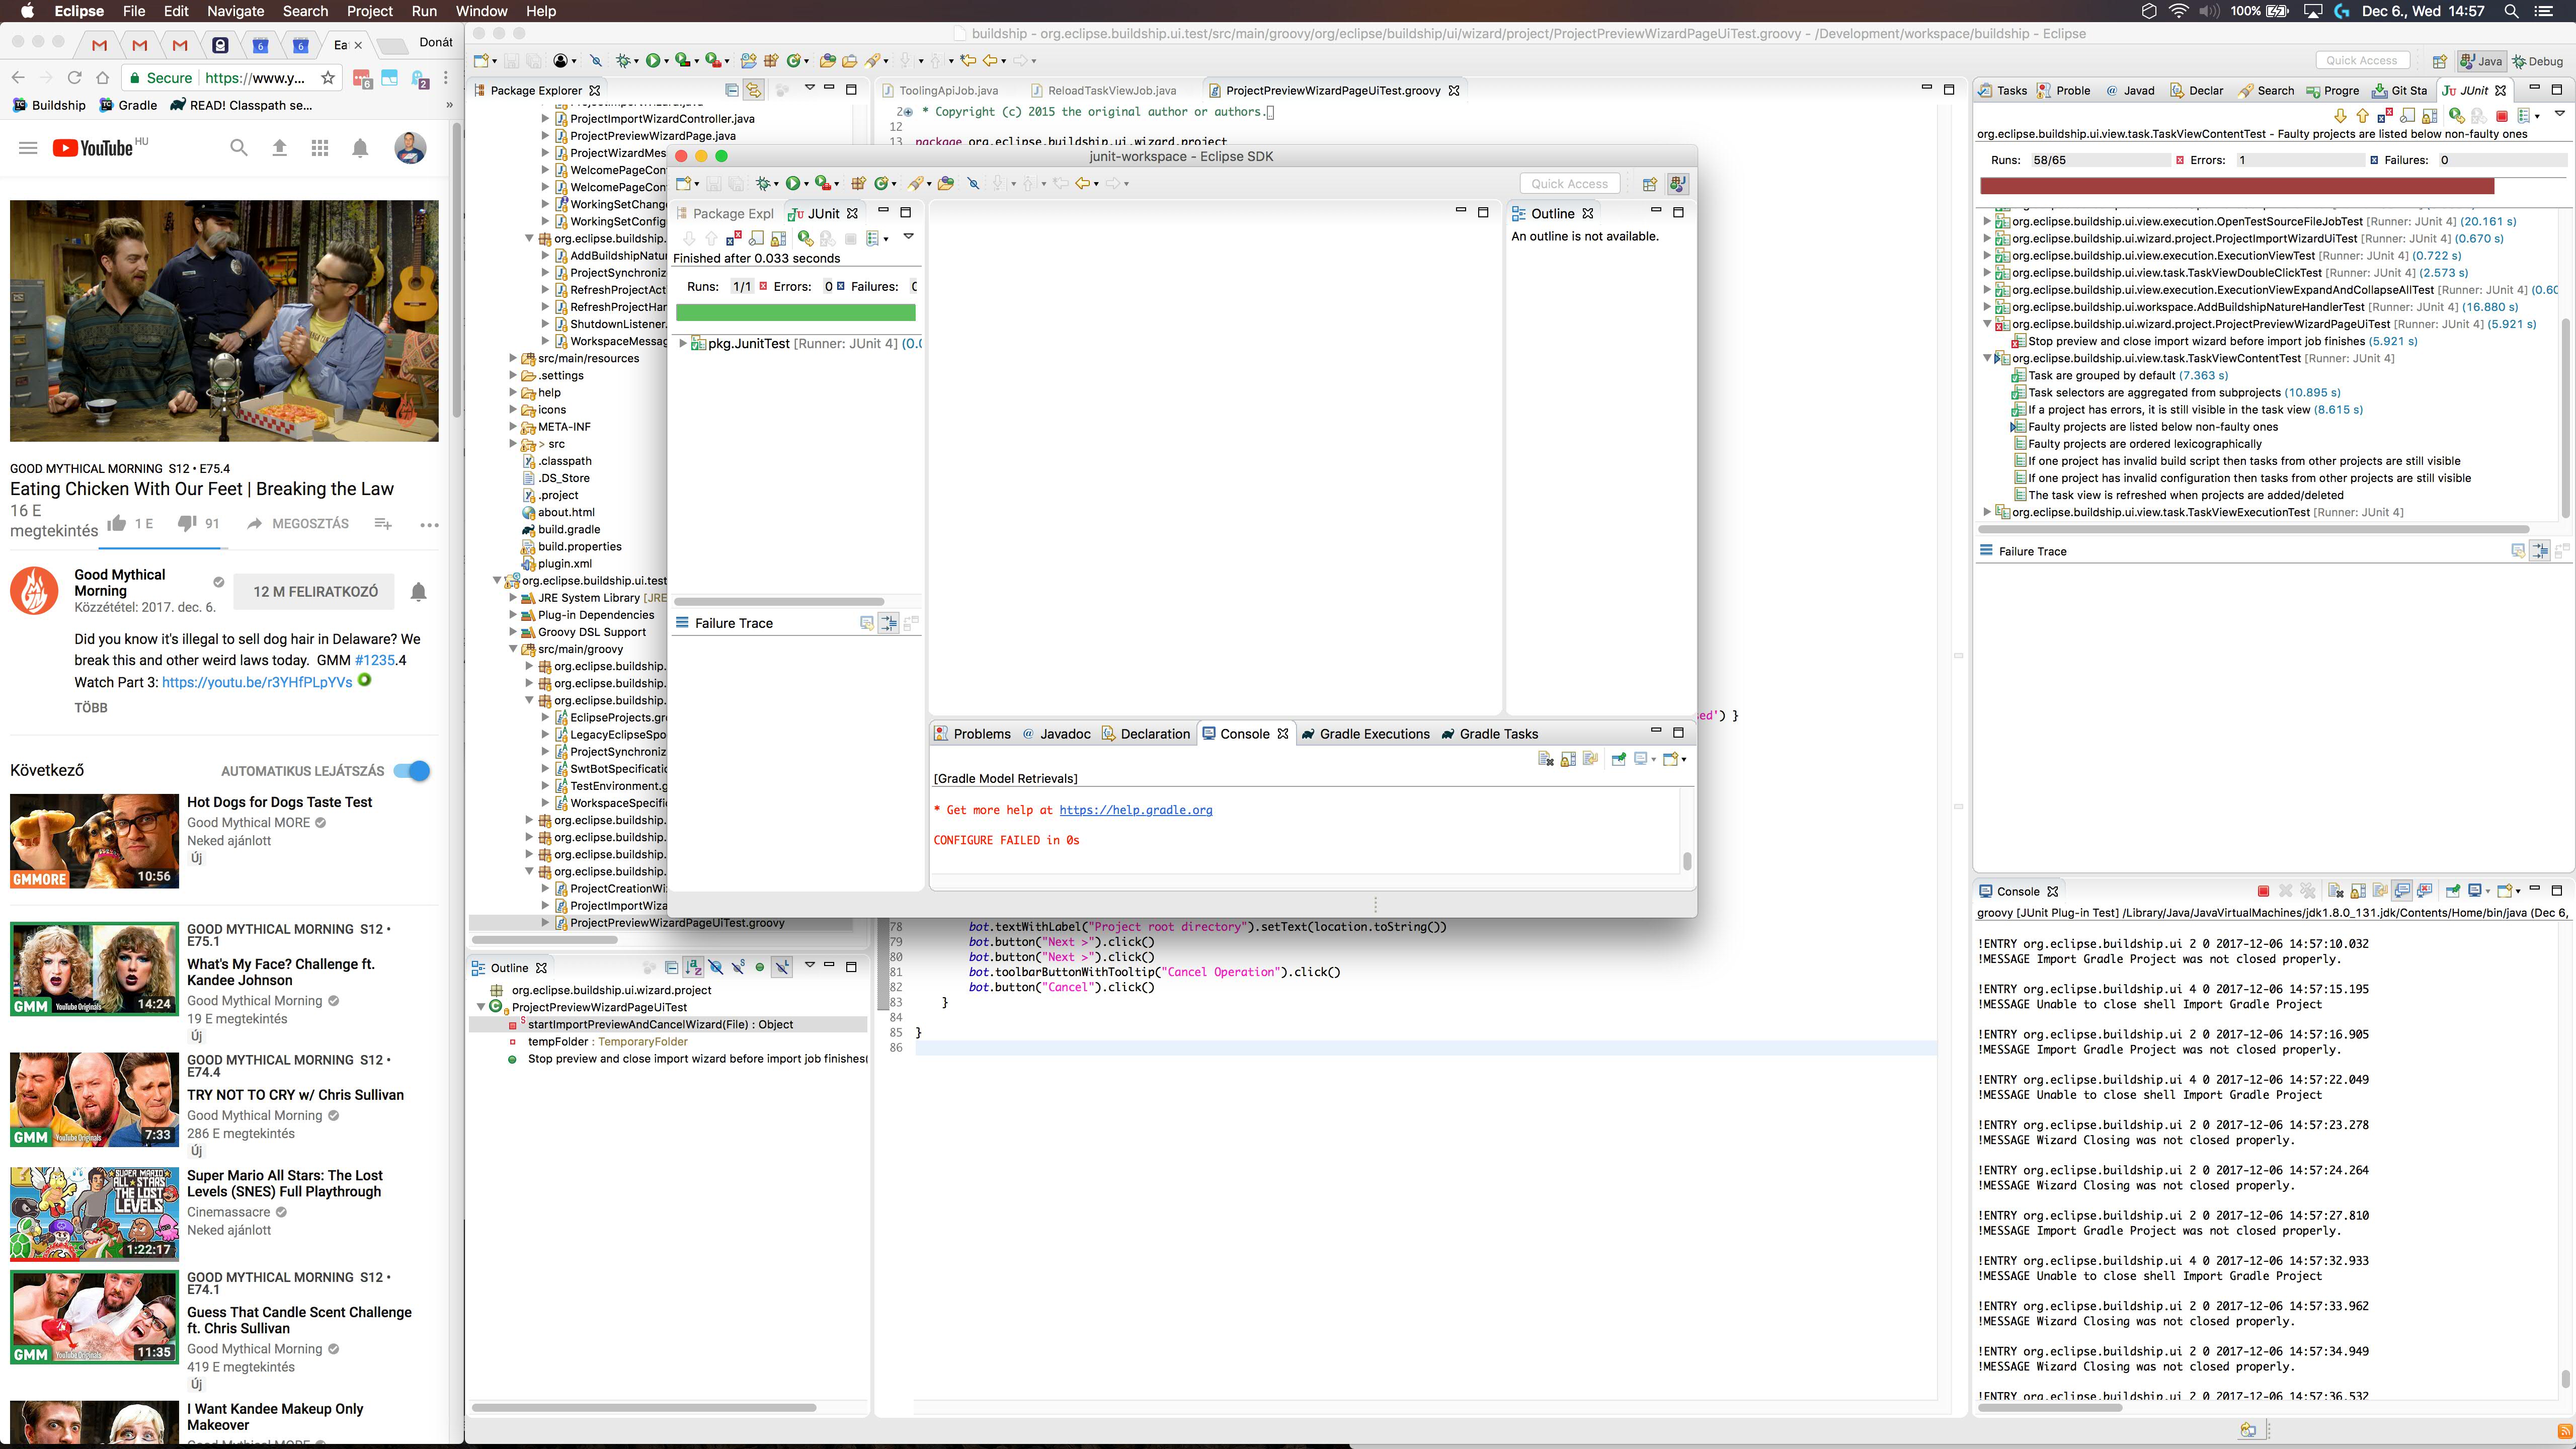 Eclipse File Edit Navigate Search Project Run Window Help
100% Dec 6., Wed 14:57
Ea
Donát
Secure https://www.y...
Buildship Gradle READ! Classpath se...
YouTube HU
GOOD MYTHICAL MORNING S12 • E75.4
Eating Chicken With Our Feet | Breaking the Law
16 E
megtekintés
1 E 91 MEGOSZTÁS
Good Mythical
Morning
12 M FELIRATKOZÓ
Közzététel: 2017. dec. 6.
Did you know it's illegal to sell dog hair in Delaware? We
break this and other weird laws today. GMM #1235.4
Watch Part 3: https://youtu.be/r3YHfPLpYVs
TÖBB
Következő AUTOMATIKUS LEJÁTSZÁS
GMMORE 10:56
Hot Dogs for Dogs Taste Test
Good Mythical MORE
Neked ajánlott
Új
GMM YouTube Originals 14:24
GOOD MYTHICAL MORNING S12 •
E75.1
What's My Face? Challenge ft.
Kandee Johnson
Good Mythical Morning
19 E megtekintés
Új
GMM YouTube Originals 7:33
GOOD MYTHICAL MORNING S12 •
E74.4
TRY NOT TO CRY w/ Chris Sullivan
Good Mythical Morning
286 E megtekintés
Új
SUPER MARIO ALL STARS: THE LOST LEVELS 1:22:17
Super Mario All Stars: The Lost
Levels (SNES) Full Playthrough
Cinemassacre
Neked ajánlott
GMM YouTube Originals 11:35
GOOD MYTHICAL MORNING S12 •
E74.1
Guess That Candle Scent Challenge
ft. Chris Sullivan
Good Mythical Morning
419 E megtekintés
Új
I Want Kandee Makeup Only
Makeover
buildship - org.eclipse.buildship.ui.test/src/main/groovy/org/eclipse/buildship/ui/wizard/project/ProjectPreviewWizardPageUiTest.groovy - /Development/workspace/buildship - Eclipse
Quick Access Java Debug
Package Explorer
ProjectImportWizardController.java
ProjectPreviewWizardPage.java
ProjectWizardMes
WelcomePageCon
WelcomePageCon
WorkingSetChang
WorkingSetConfig
org.eclipse.buildship.
AddBuildshipNatur
ProjectSynchroniz
RefreshProjectAct
RefreshProjectHar
ShutdownListener.
WorkspaceMessag
src/main/resources
.settings
help
icons
META-INF
> src
.classpath
.DS_Store
.project
about.html
build.gradle
build.properties
plugin.xml
org.eclipse.buildship.ui.test
JRE System Library [JRE
Plug-in Dependencies
Groovy DSL Support
src/main/groovy
org.eclipse.buildship.
org.eclipse.buildship.
org.eclipse.buildship.
EclipseProjects.gr
LegacyEclipseSpo
ProjectSynchroniz
SwtBotSpecificatio
TestEnvironment.g
WorkspaceSpecifi
org.eclipse.buildship.
org.eclipse.buildship.
org.eclipse.buildship.
org.eclipse.buildship.
ProjectCreationWi
ProjectImportWiza
ProjectPreviewWizardPageUiTest.groovy
Outline
org.eclipse.buildship.ui.wizard.project
ProjectPreviewWizardPageUiTest
startImportPreviewAndCancelWizard(File) : Object
tempFolder : TemporaryFolder
Stop preview and close import wizard before import job finishes(
ToolingApiJob.java ReloadTaskViewJob.java ProjectPreviewWizardPageUiTest.groovy
2 * Copyright (c) 2015 the original author or authors.
12
13 package org.eclipse.buildship.ui.wizard.project
sed') }
78 bot.textWithLabel("Project root directory").setText(location.toString())
79 bot.button("Next >").click()
80 bot.button("Next >").click()
81 bot.toolbarButtonWithTooltip("Cancel Operation").click()
82 bot.button("Cancel").click()
83 }
84
85 }
86
junit-workspace - Eclipse SDK
Quick Access
Package Expl JUnit
Finished after 0.033 seconds
Runs: 1/1 Errors: 0 Failures:
pkg.JunitTest [Runner: JUnit 4] (0.0
Failure Trace
Outline
An outline is not available.
Problems Javadoc Declaration Console Gradle Executions Gradle Tasks
[Gradle Model Retrievals]
* Get more help at https://help.gradle.org
CONFIGURE FAILED in 0s
Tasks Proble Javad Declar Search Progre Git Sta JUnit
org.eclipse.buildship.ui.view.task.TaskViewContentTest - Faulty projects are listed below non-faulty ones
Runs: 58/65 Errors: 1 Failures: 0
org.eclipse.buildship.ui.view.execution.OpenTestSourceFileJobTest [Runner: JUnit 4] (20.161 s)
org.eclipse.buildship.ui.wizard.project.ProjectImportWizardUiTest [Runner: JUnit 4] (0.670 s)
org.eclipse.buildship.ui.view.execution.ExecutionViewTest [Runner: JUnit 4] (0.722 s)
org.eclipse.buildship.ui.view.task.TaskViewDoubleClickTest [Runner: JUnit 4] (2.573 s)
org.eclipse.buildship.ui.view.execution.ExecutionViewExpandAndCollapseAllTest [Runner: JUnit 4] (0.60
org.eclipse.buildship.ui.workspace.AddBuildshipNatureHandlerTest [Runner: JUnit 4] (16.880 s)
org.eclipse.buildship.ui.wizard.project.ProjectPreviewWizardPageUiTest [Runner: JUnit 4] (5.921 s)
Stop preview and close import wizard before import job finishes (5.921 s)
org.eclipse.buildship.ui.view.task.TaskViewContentTest [Runner: JUnit 4]
Task are grouped by default (7.363 s)
Task selectors are aggregated from subprojects (10.895 s)
If a project has errors, it is still visible in the task view (8.615 s)
Faulty projects are listed below non-faulty ones
Faulty projects are ordered lexicographically
If one project has invalid build script then tasks from other projects are still visible
If one project has invalid configuration then tasks from other projects are still visible
The task view is refreshed when projects are added/deleted
org.eclipse.buildship.ui.view.task.TaskViewExecutionTest [Runner: JUnit 4]
Failure Trace
Console
groovy [JUnit Plug-in Test] /Library/Java/JavaVirtualMachines/jdk1.8.0_131.jdk/Contents/Home/bin/java (Dec 6,
!ENTRY org.eclipse.buildship.ui 2 0 2017-12-06 14:57:10.032
!MESSAGE Import Gradle Project was not closed properly.
!ENTRY org.eclipse.buildship.ui 4 0 2017-12-06 14:57:15.195
!MESSAGE Unable to close shell Import Gradle Project
!ENTRY org.eclipse.buildship.ui 2 0 2017-12-06 14:57:16.905
!MESSAGE Import Gradle Project was not closed properly.
!ENTRY org.eclipse.buildship.ui 4 0 2017-12-06 14:57:22.049
!MESSAGE Unable to close shell Import Gradle Project
!ENTRY org.eclipse.buildship.ui 2 0 2017-12-06 14:57:23.278
!MESSAGE Wizard Closing was not closed properly.
!ENTRY org.eclipse.buildship.ui 2 0 2017-12-06 14:57:24.264
!MESSAGE Wizard Closing was not closed properly.
!ENTRY org.eclipse.buildship.ui 2 0 2017-12-06 14:57:27.810
!MESSAGE Import Gradle Project was not closed properly.
!ENTRY org.eclipse.buildship.ui 4 0 2017-12-06 14:57:32.933
!MESSAGE Unable to close shell Import Gradle Project
!ENTRY org.eclipse.buildship.ui 2 0 2017-12-06 14:57:33.962
!MESSAGE Wizard Closing was not closed properly.
!ENTRY org.eclipse.buildship.ui 2 0 2017-12-06 14:57:34.949
!MESSAGE Wizard Closing was not closed properly.
!ENTRY org.eclipse.buildship.ui 2 0 2017-12-06 14:57:36.532